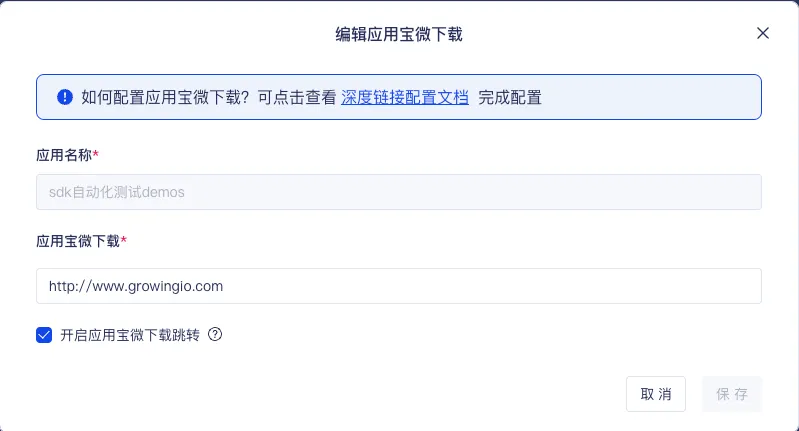 编辑应用宝微下载
如何配置应用宝微下载？可点击查看 深度链接配置文档 完成配置
应用名称*
sdk自动化测试demos
应用宝微下载*
http://www.growingio.com
开启应用宝微下载跳转
取 消
保 存